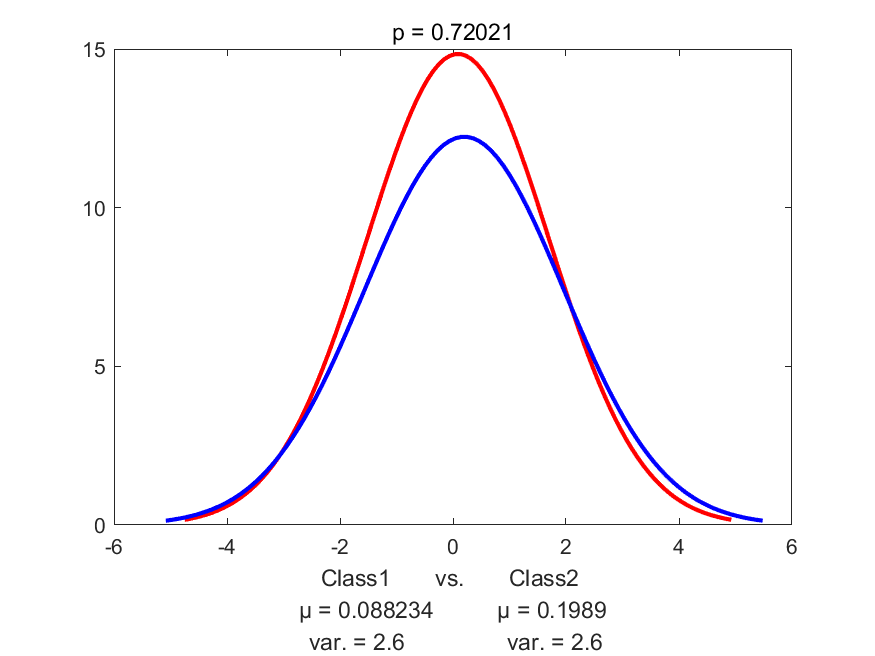 p = 0.72021
15
10
5
0
-6 -4 -2 0 2 4 6
Class1 vs. Class2
μ = 0.088234 μ = 0.1989
var. = 2.6 var. = 2.6